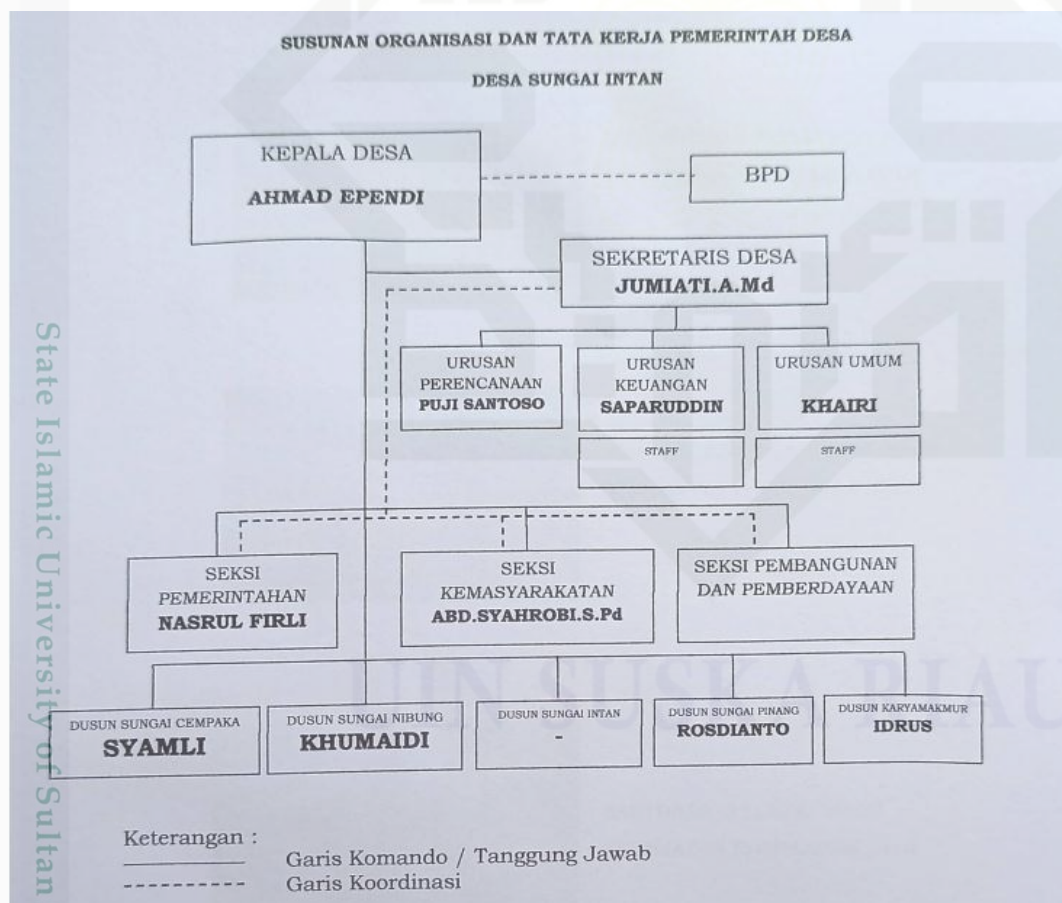 SUSUNAN ORGANISASI DAN TATA KERJA PEMERINTAH DESA
DESA SUNGAI INTAN
KEPALA DESA
AHMAD EPENDI
BPD
SEKRETARIS DESA
JUMIATI.A.Md
URUSAN
PERENCANAAN
PUJI SANTOSO
URUSAN
KEUANGAN
SAPARUDDIN
URUSAN UMUM
KHAIRI
STAFF
STAFF
SEKSI
PEMERINTAHAN
NASRUL FIRLI
SEKSI
KEMASYARAKATAN
ABD.SYAHROBI.S.Pd
SEKSI PEMBANGUNAN
DAN PEMBERDAYAAN
DUSUN SUNGAI CEMPAKA
SYAMLI
DUSUN SUNGAI NIBUNG
KHUMAIDI
DUSUN SUNGAI INTAN
-
DUSUN SUNGAI PINANG
ROSDIANTO
DUSUN KARYAMAKMUR
IDRUS
Keterangan :
Garis Komando / Tanggung Jawab
Garis Koordinasi
State Islamic University of Sultan
UIN SUSKA RIAU